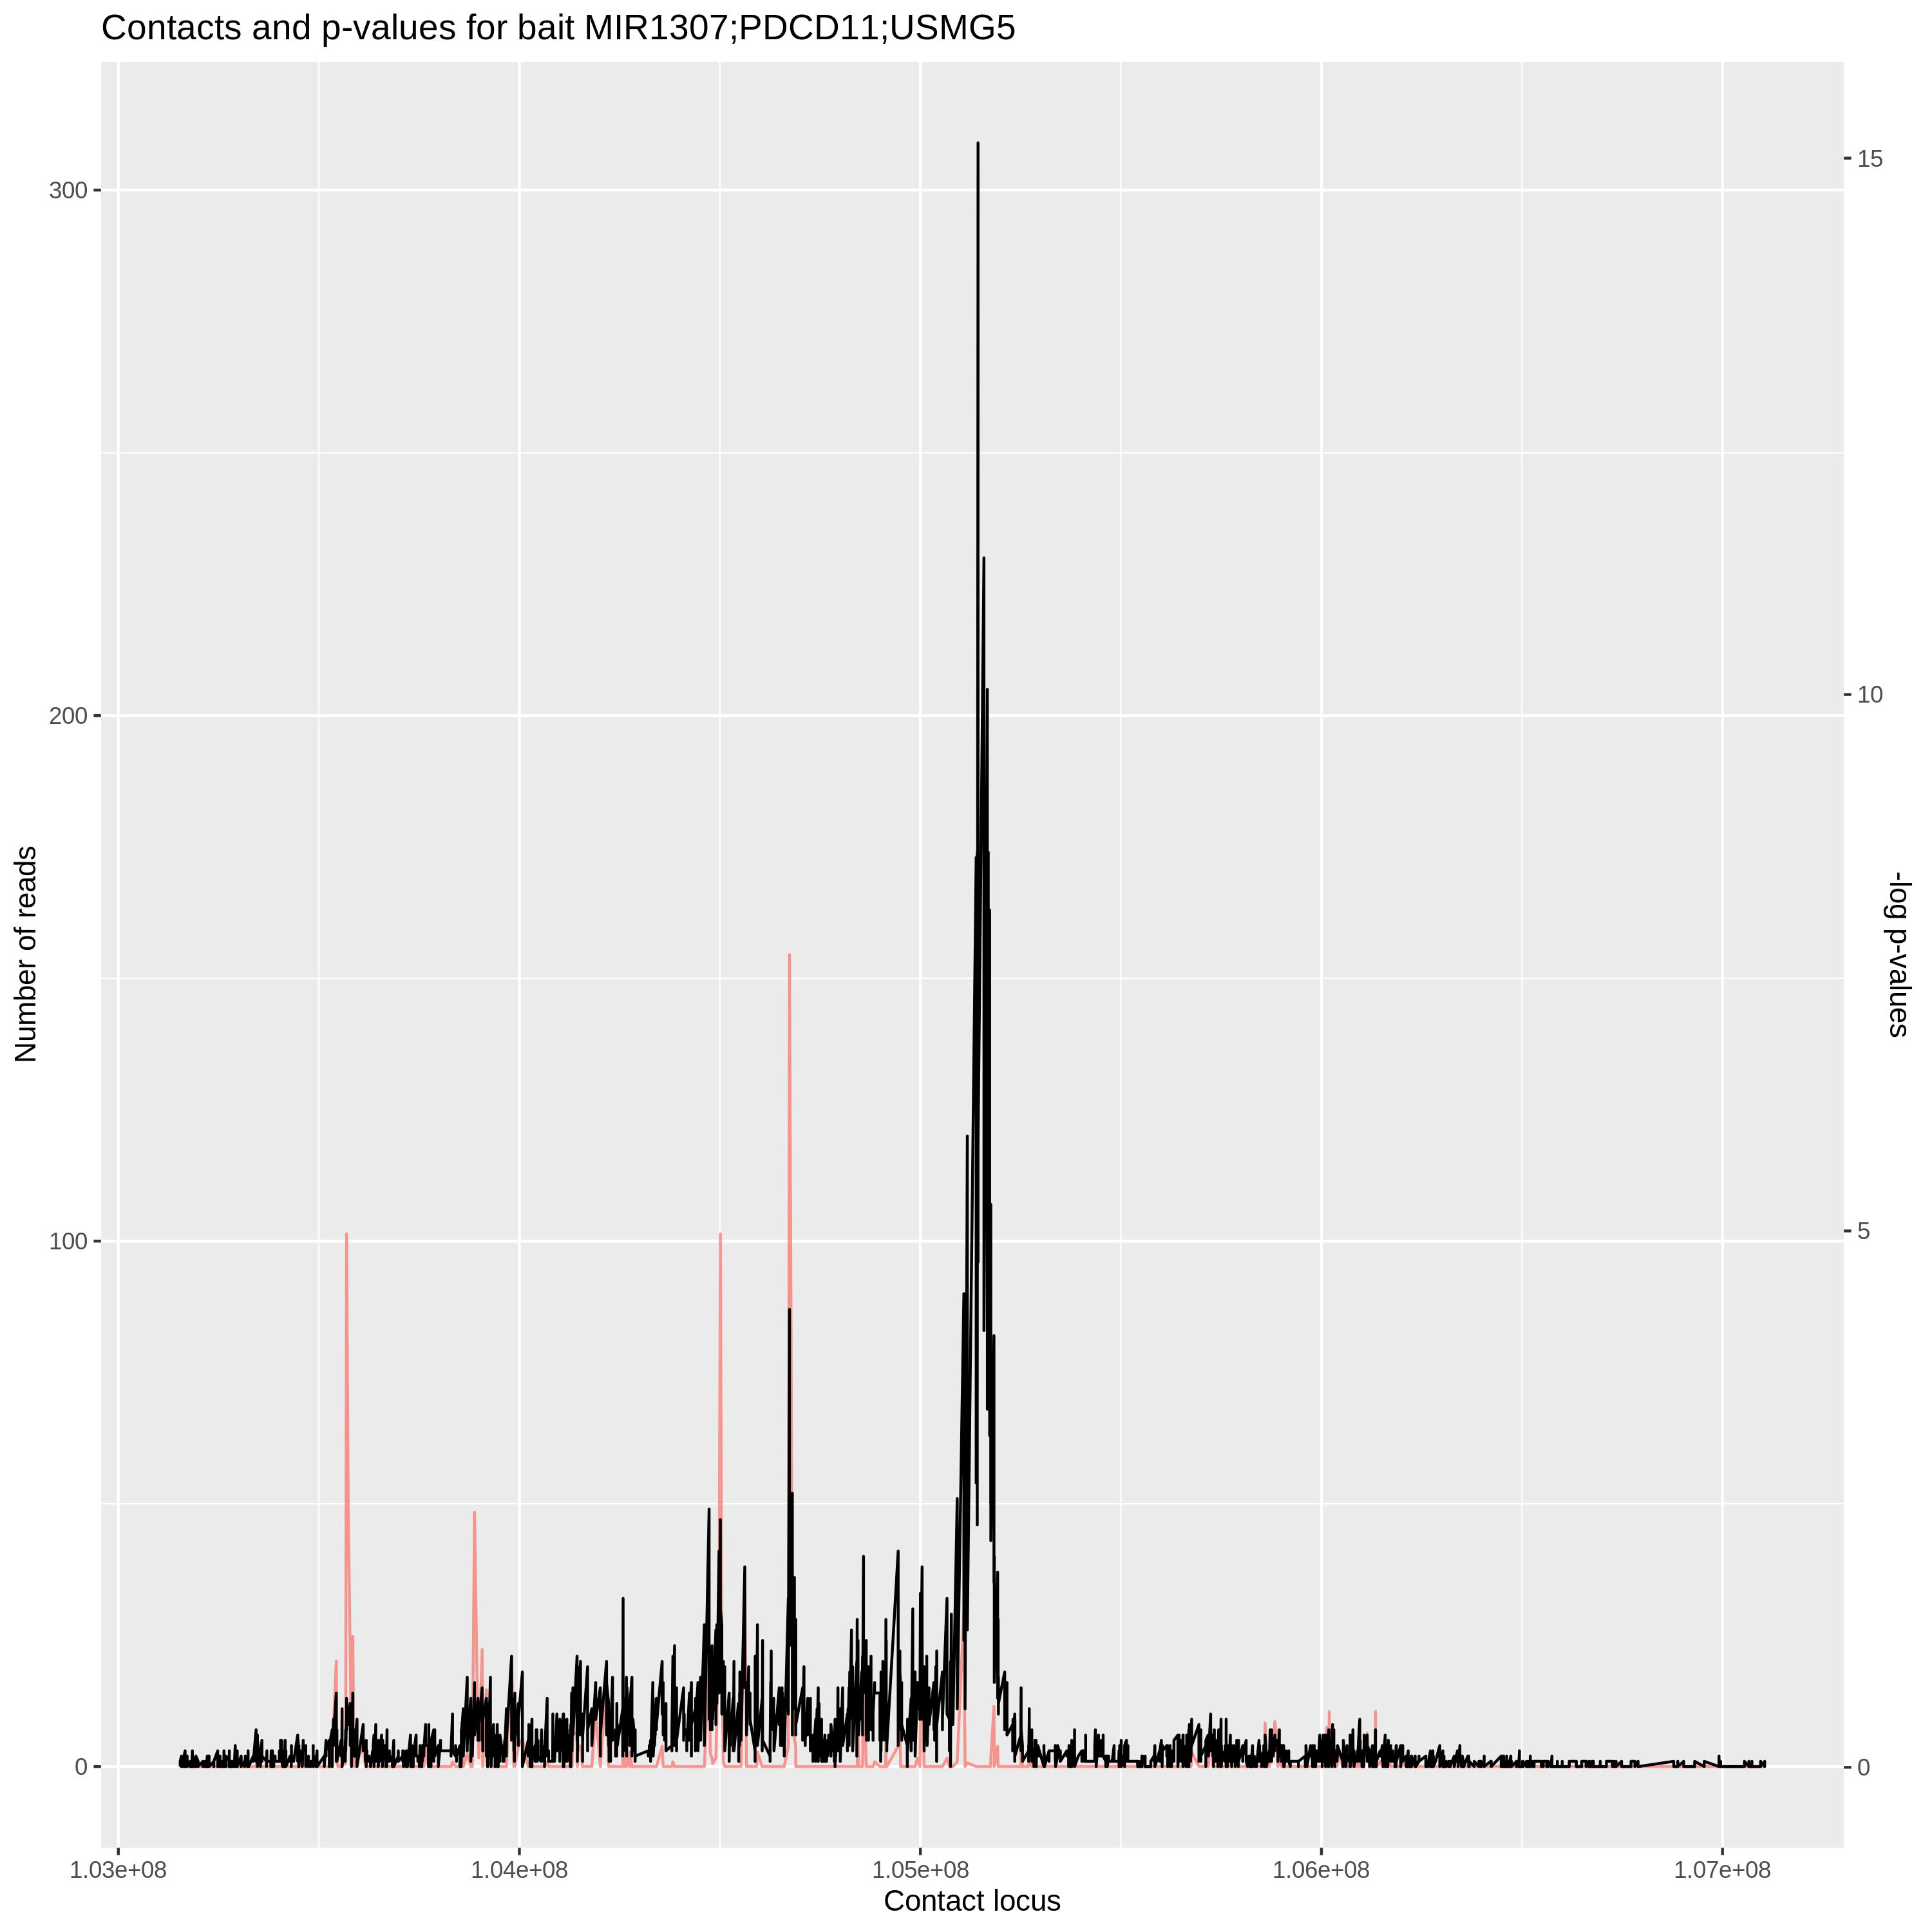 Contacts and p-values for bait MIR1307;PDCD11;USMG5
300
200
100
0
Number of reads
15
10
5
0
-log p-values
1.03e+08
1.04e+08
1.05e+08
1.06e+08
1.07e+08
Contact locus